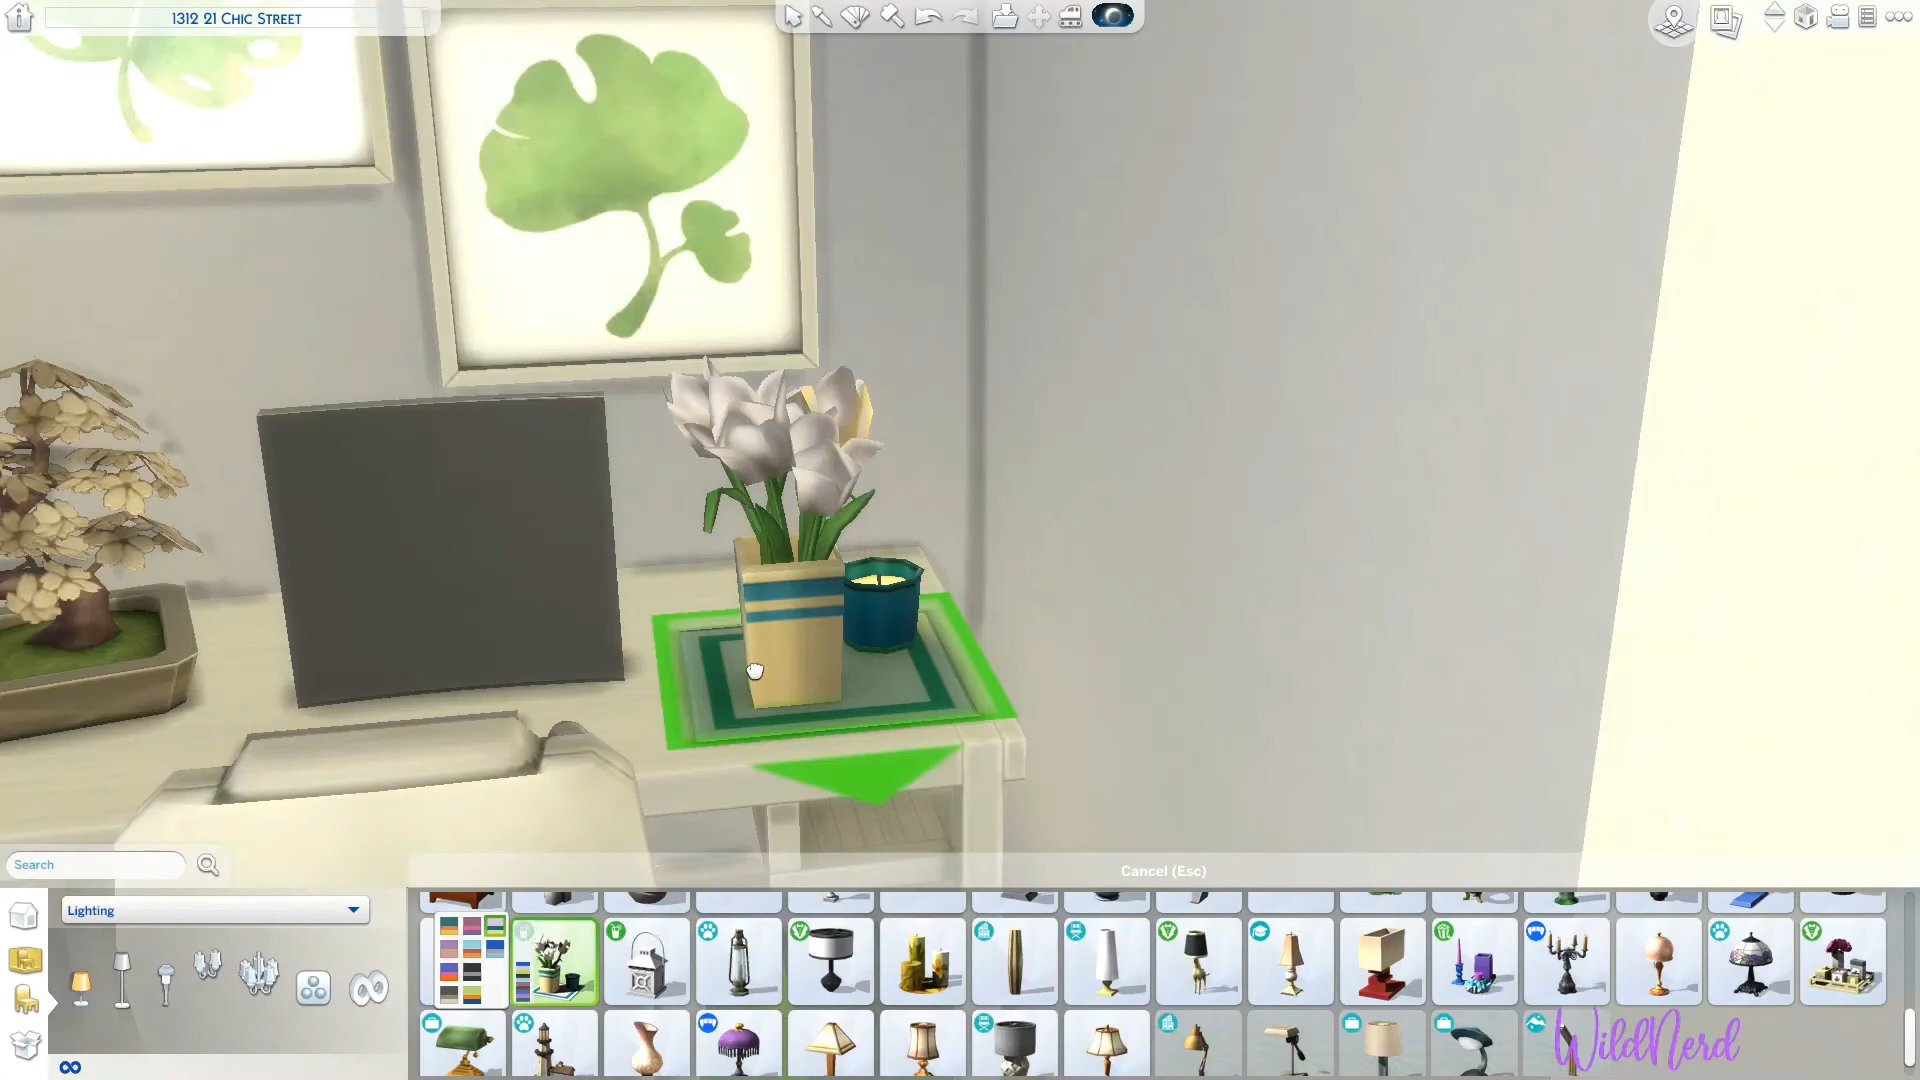 1312 21 Chic Street
Search
Cancel (Esc)
Lighting
WildNerd